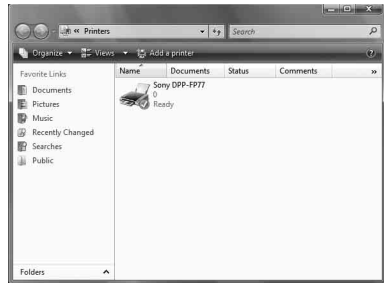 « Printers
Search
Organize
Views
Add a printer
Favorite Links
Documents
Pictures
Music
Recently Changed
Searches
Public
Folders
Name Documents Status Comments »
Sony DPP-FP77
0
Ready